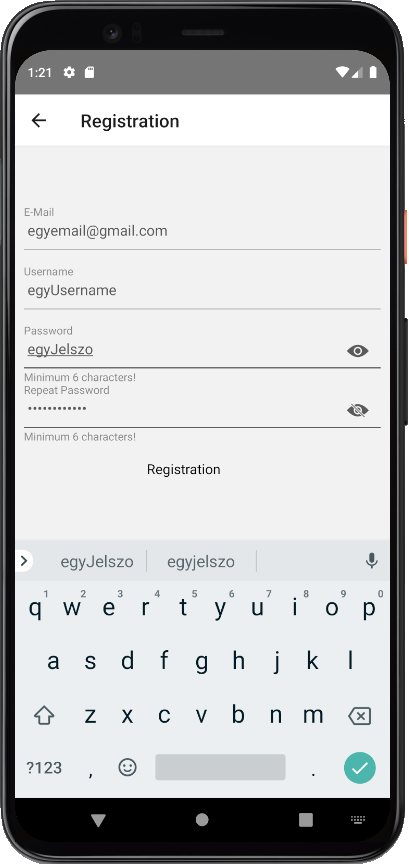 1:21
Registration
E-Mail
egyemail@gmail.com
Username
egyUsername
Password
egyJelszo
Minimum 6 characters!
Repeat Password
••••••••••••
Minimum 6 characters!
Registration
egyJelszo egyjelszo
1 2 3 4 5 6 7 8 9 0
q w e r t y u i o p
a s d f g h j k l
z x c v b n m
?123 , .